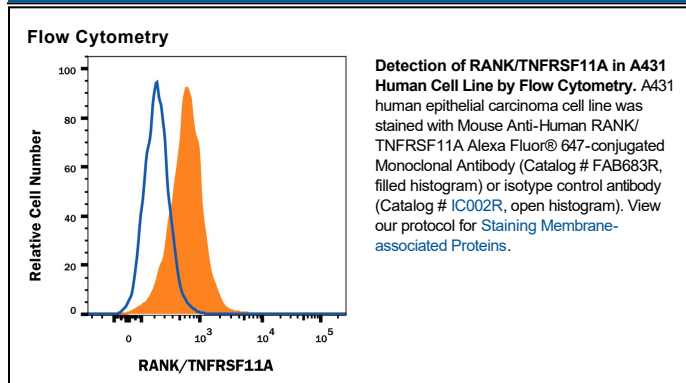 Flow Cytometry
100
80
60
40
20
0
Relative Cell Number
0
10³
10⁴
10⁵
RANK/TNFRSF11A
Detection of RANK/TNFRSF11A in A431
Human Cell Line by Flow Cytometry. A431
human epithelial carcinoma cell line was
stained with Mouse Anti-Human RANK/
TNFRSF11A Alexa Fluor® 647-conjugated
Monoclonal Antibody (Catalog # FAB683R,
filled histogram) or isotype control antibody
(Catalog # IC002R, open histogram). View
our protocol for Staining Membrane-
associated Proteins.